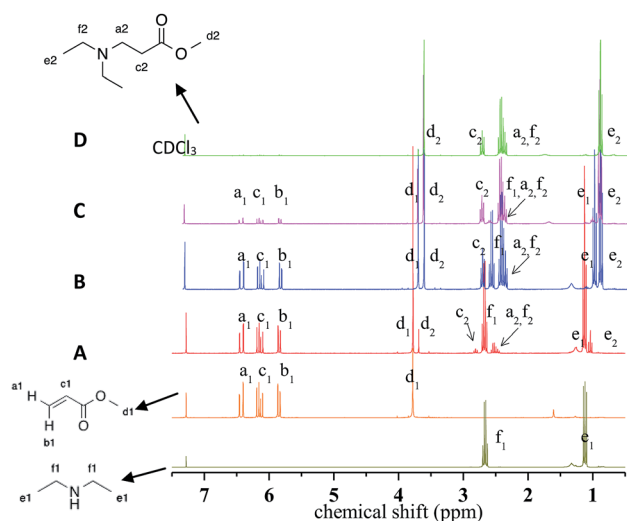 f2 a2 O d2
e2 N c2 O
D CDCl₃ d₂ c₂ a₂,f₂ e₂
C a₁ c₁ b₁ d₁ d₂ c₂ f₁,a₂,f₂ e₁
B a₁ c₁ b₁ d₁ d₂ c₂ f₁ a₂,f₂ e₁ e₂
A a₁ c₁ b₁ d₁ d₂ c₂ f₁ a₂,f₂ e₁ e₂
a₁ c₁ b₁ d₁
a1 H c1 O d1
H O
b1
f₁ e₁
f1 f1
e1 N H e1
7.5 7 6 5 4 3 2 1
chemical shift (ppm)